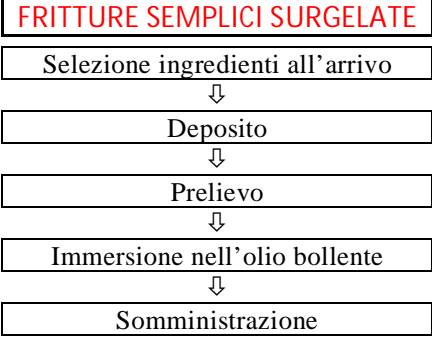 FRITTURE SEMPLICI SURGELATE
Selezione ingredienti all'arrivo
⇩
Deposito
⇩
Prelievo
⇩
Immersione nell'olio bollente
⇩
Somministrazione